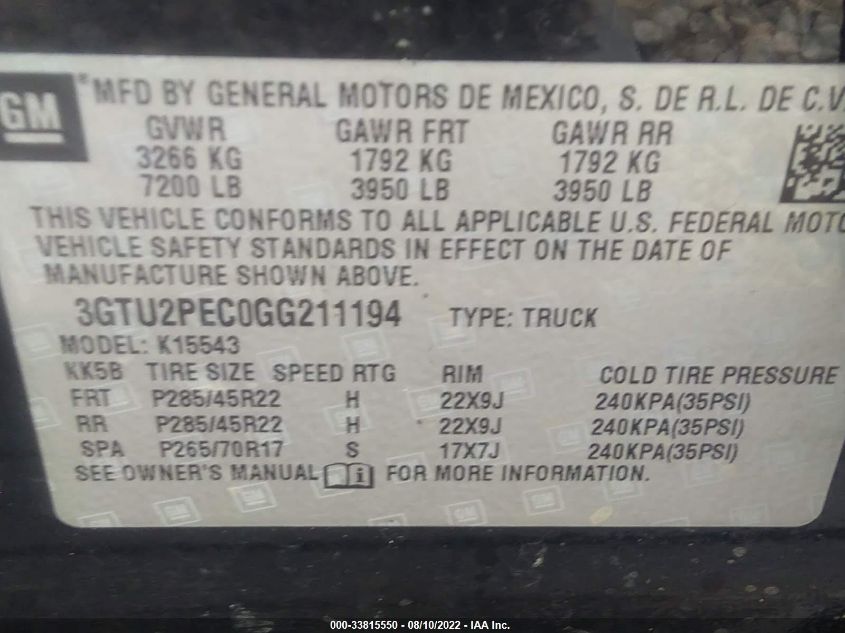 GM
*MFD BY GENERAL MOTORS DE MEXICO, S. DE R.L. DE C.V.
GVWR GAWR FRT GAWR RR
3266 KG 1792 KG 1792 KG
7200 LB 3950 LB 3950 LB
THIS VEHICLE CONFORMS TO ALL APPLICABLE U.S. FEDERAL MOTO
VEHICLE SAFETY STANDARDS IN EFFECT ON THE DATE OF
MANUFACTURE SHOWN ABOVE.
3GTU2PEC0GG211194 TYPE: TRUCK
MODEL: K15543
KK5B TIRE SIZE SPEED RTG RIM COLD TIRE PRESSURE
FRT P285/45R22 H 22X9J 240KPA(35PSI)
RR P285/45R22 H 22X9J 240KPA(35PSI)
SPA P265/70R17 S 17X7J 240KPA(35PSI)
SEE OWNER'S MANUAL i FOR MORE INFORMATION.
000-33815550 - 08/10/2022 - IAA Inc.